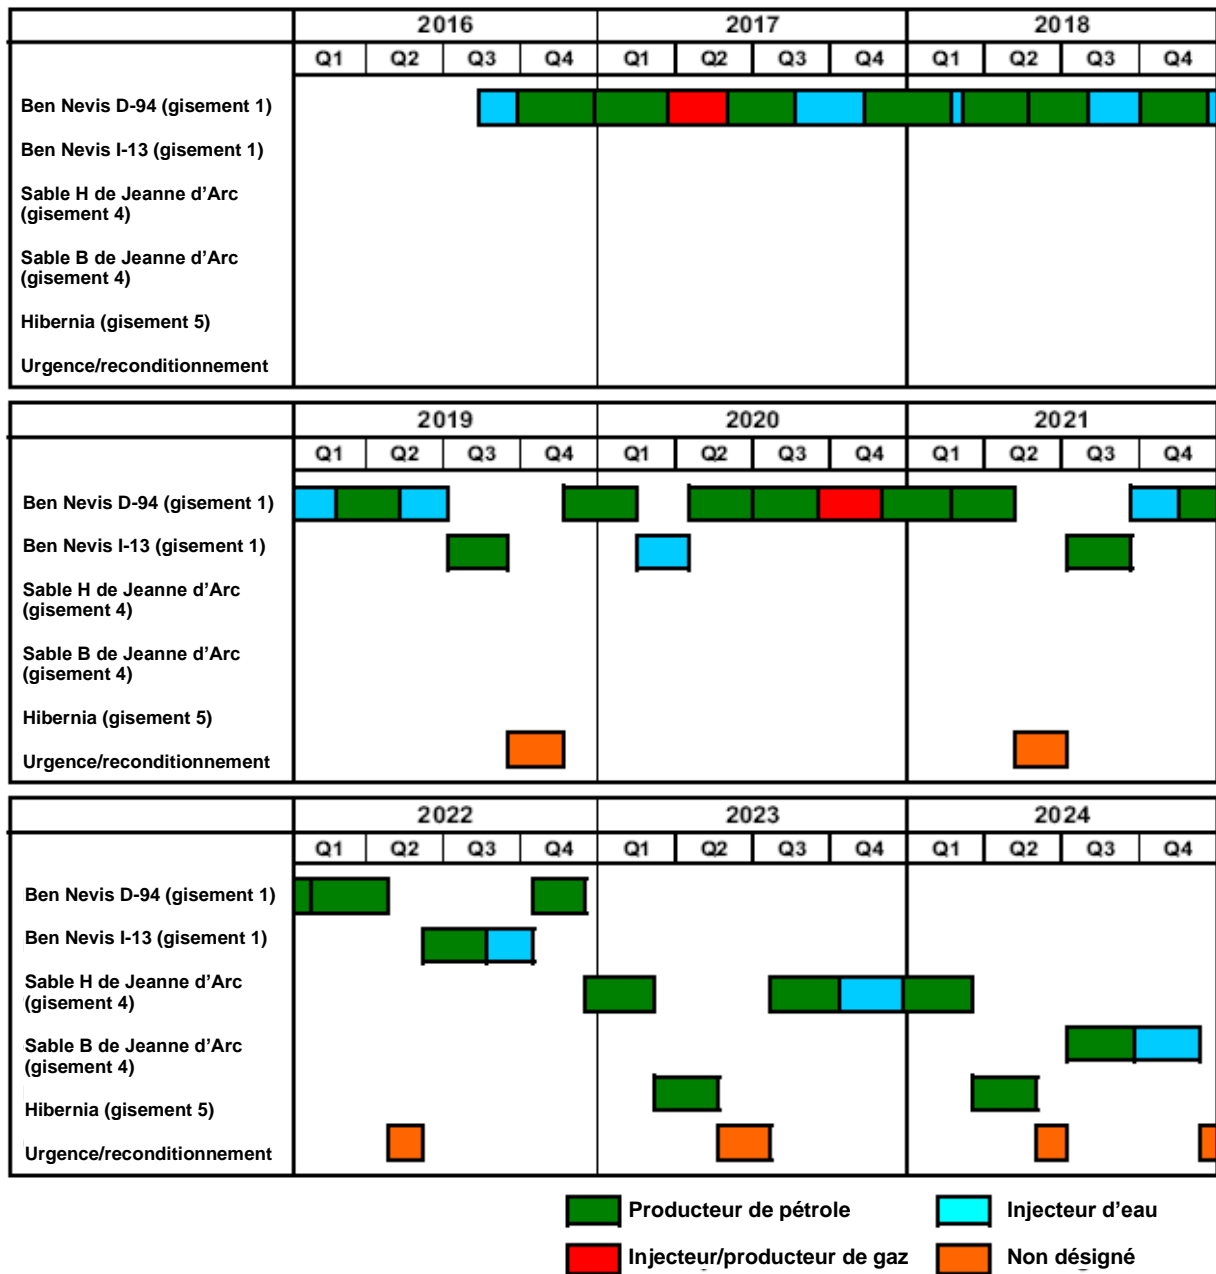 2016 2017 2018
Q1 Q2 Q3 Q4 Q1 Q2 Q3 Q4 Q1 Q2 Q3 Q4
Ben Nevis D-94 (gisement 1)
Ben Nevis I-13 (gisement 1)
Sable H de Jeanne d’Arc
(gisement 4)
Sable B de Jeanne d’Arc
(gisement 4)
Hibernia (gisement 5)
Urgence/reconditionnement
2019 2020 2021
Q1 Q2 Q3 Q4 Q1 Q2 Q3 Q4 Q1 Q2 Q3 Q4
Ben Nevis D-94 (gisement 1)
Ben Nevis I-13 (gisement 1)
Sable H de Jeanne d’Arc
(gisement 4)
Sable B de Jeanne d’Arc
(gisement 4)
Hibernia (gisement 5)
Urgence/reconditionnement
2022 2023 2024
Q1 Q2 Q3 Q4 Q1 Q2 Q3 Q4 Q1 Q2 Q3 Q4
Ben Nevis D-94 (gisement 1)
Ben Nevis I-13 (gisement 1)
Sable H de Jeanne d’Arc
(gisement 4)
Sable B de Jeanne d’Arc
(gisement 4)
Hibernia (gisement 5)
Urgence/reconditionnement
Producteur de pétrole Injecteur d’eau
Injecteur/producteur de gaz Non désigné